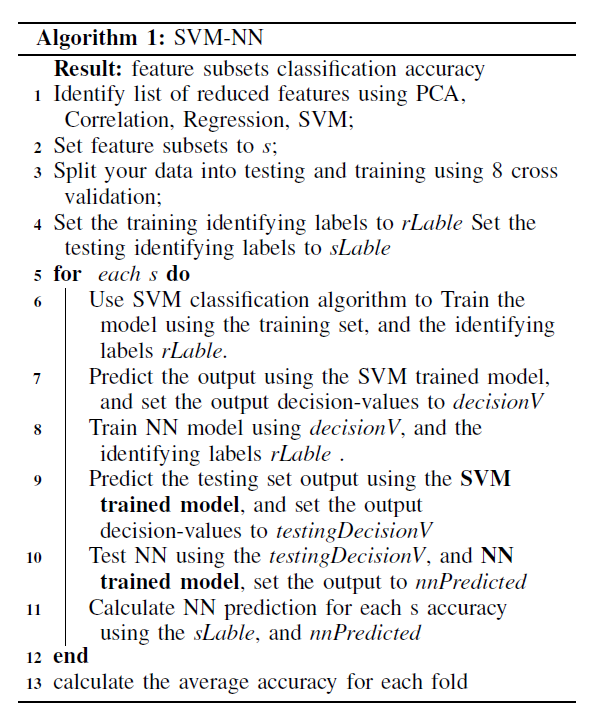 Algorithm 1: SVM-NN
Result: feature subsets classification accuracy
1 Identify list of reduced features using PCA,
Correlation, Regression, SVM;
2 Set feature subsets to s;
3 Split your data into testing and training using 8 cross
validation;
4 Set the training identifying labels to rLable Set the
testing identifying labels to sLable
5 for each s do
6 Use SVM classification algorithm to Train the
model using the training set, and the identifying
labels rLable.
7 Predict the output using the SVM trained model,
and set the output decision-values to decisionV
8 Train NN model using decisionV, and the
identifying labels rLable .
9 Predict the testing set output using the SVM
trained model, and set the output
decision-values to testingDecisionV
10 Test NN using the testingDecisionV, and NN
trained model, set the output to nnPredicted
11 Calculate NN prediction for each s accuracy
using the sLable, and nnPredicted
12 end
13 calculate the average accuracy for each fold